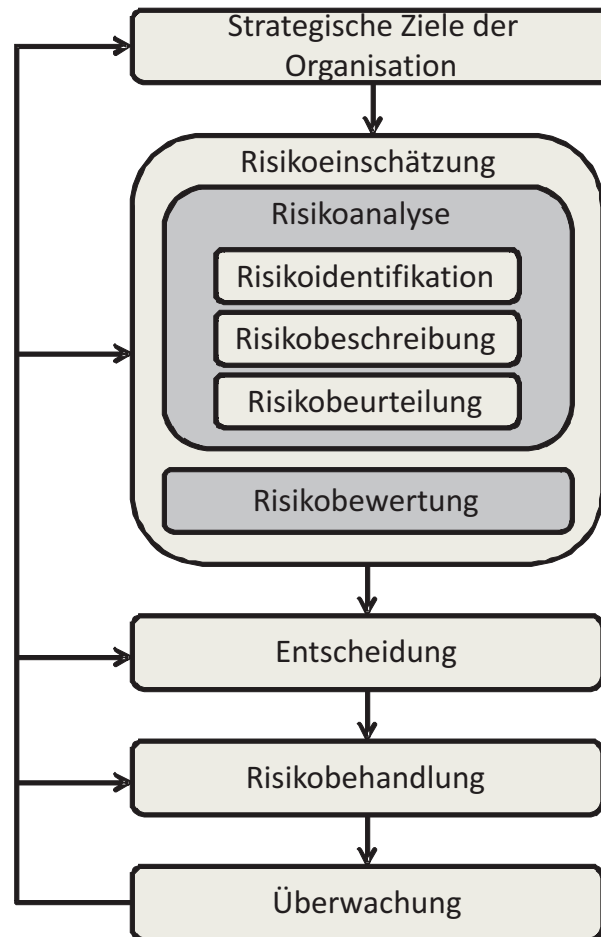 Strategische Ziele der
Organisation
Risikoeinschätzung
Risikoanalyse
Risikoidentifikation
Risikobeschreibung
Risikobeurteilung
Risikobewertung
Entscheidung
Risikobehandlung
Überwachung